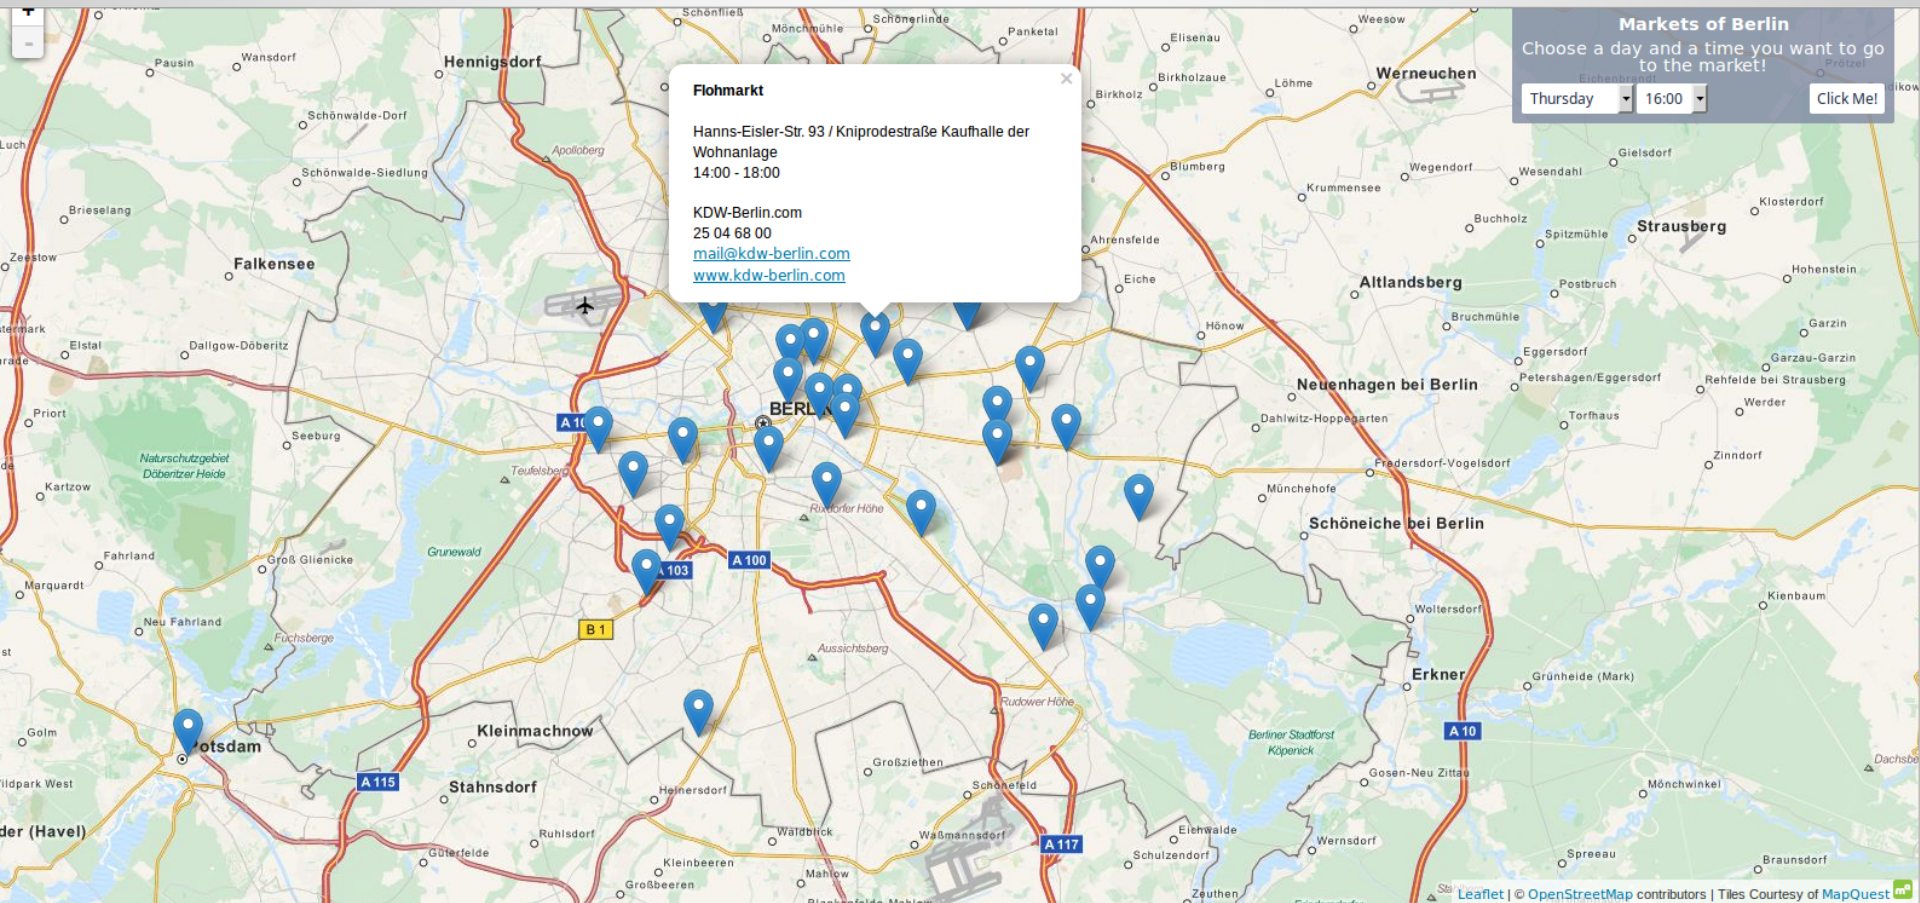 +
-
Markets of Berlin
Choose a day and a time you want to go
to the market!
Thursday
16:00
Click Me!
Flohmarkt
×
Hanns-Eisler-Str. 93 / Kniprodestraße Kaufhalle der
Wohnanlage
14:00 - 18:00
KDW-Berlin.com
25 04 68 00
mail@kdw-berlin.com
www.kdw-berlin.com
Schönfließ
Mönchmühle
Schönerlinde
Panketal
Weesow
Elisenau
Wansdorf
Pausin
Hennigsdorf
Birkholzaue
Birkholz
Löhme
Werneuchen
Schönwalde-Dorf
Apolloberg
Schönwalde-Siedlung
Blumberg
Wegendorf
Gielsdorf
Wesendahl
Krummensee
Klosterdorf
Brieselang
Buchholz
Spitzmühle
Strausberg
Ahrensfelde
Zeestow
Falkensee
Eiche
Altlandsberg
Postbruch
Hohenstein
Bruchmühle
Hönow
Garzin
Elstal
Dallgow-Döberitz
Eggersdorf
Garzau-Garzin
Neuenhagen bei Berlin
Petershagen/Eggersdorf
Rehfelde bei Strausberg
Werder
Priort
Seeburg
BERLIN
Dahlwitz-Hoppegarten
Torfhaus
Naturschutzgebiet
Döberitzer Heide
Teufelsberg
Fredersdorf-Vogelsdorf
Zinndorf
Kartzow
Münchehofe
Rixdorfer Höhe
Schöneiche bei Berlin
Fahrland
Groß Glienicke
Grunewald
A 100
A 103
Marquardt
Neu Fahrland
Fuchsberge
B 1
Aussichtsberg
Woltersdorf
Kienbaum
Erkner
Grünheide (Mark)
Rudower Höhe
Golm
Potsdam
Kleinmachnow
Berliner Stadtforst
Köpenick
A 10
A 115
Stahnsdorf
Heinersdorf
Großziethen
Schönefeld
Gosen-Neu Zittau
Mönchwinkel
Ruhlsdorf
Waldblick
Waßmannsdorf
A 117
Eichwalde
Wernsdorf
Güterfelde
Kleinbeeren
Schulzendorf
Spreeau
Braunsdorf
Großbeeren
Mahlow
Zeuthen
Leaflet | © OpenStreetMap contributors | Tiles Courtesy of MapQuest